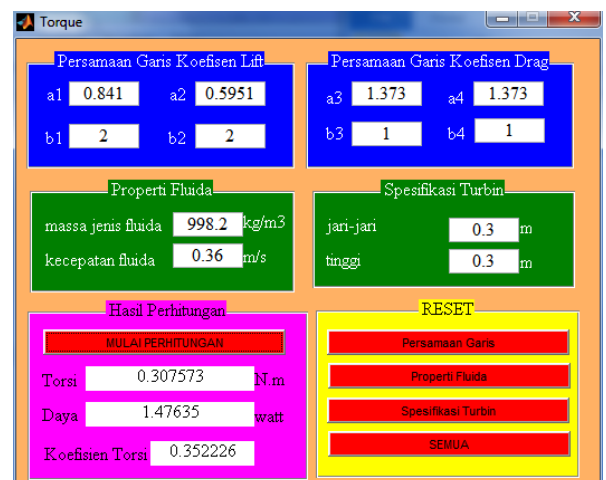 Torque
Persamaan Garis Koefisen Lift
a1 0.841 a2 0.5951
b1 2 b2 2
Persamaan Garis Koefisen Drag
a3 1.373 a4 1.373
b3 1 b4 1
Properti Fluida
massa jenis fluida 998.2 kg/m3
kecepatan fluida 0.36 m/s
Spesifikasi Turbin
jari-jari 0.3 m
tinggi 0.3 m
Hasil Perhitungan
MULAI PERHITUNGAN
Torsi 0.307573 N.m
Daya 1.47635 watt
Koefisien Torsi 0.352226
RESET
Persamaan Garis
Properti Fluida
Spesifikasi Turbin
SEMUA